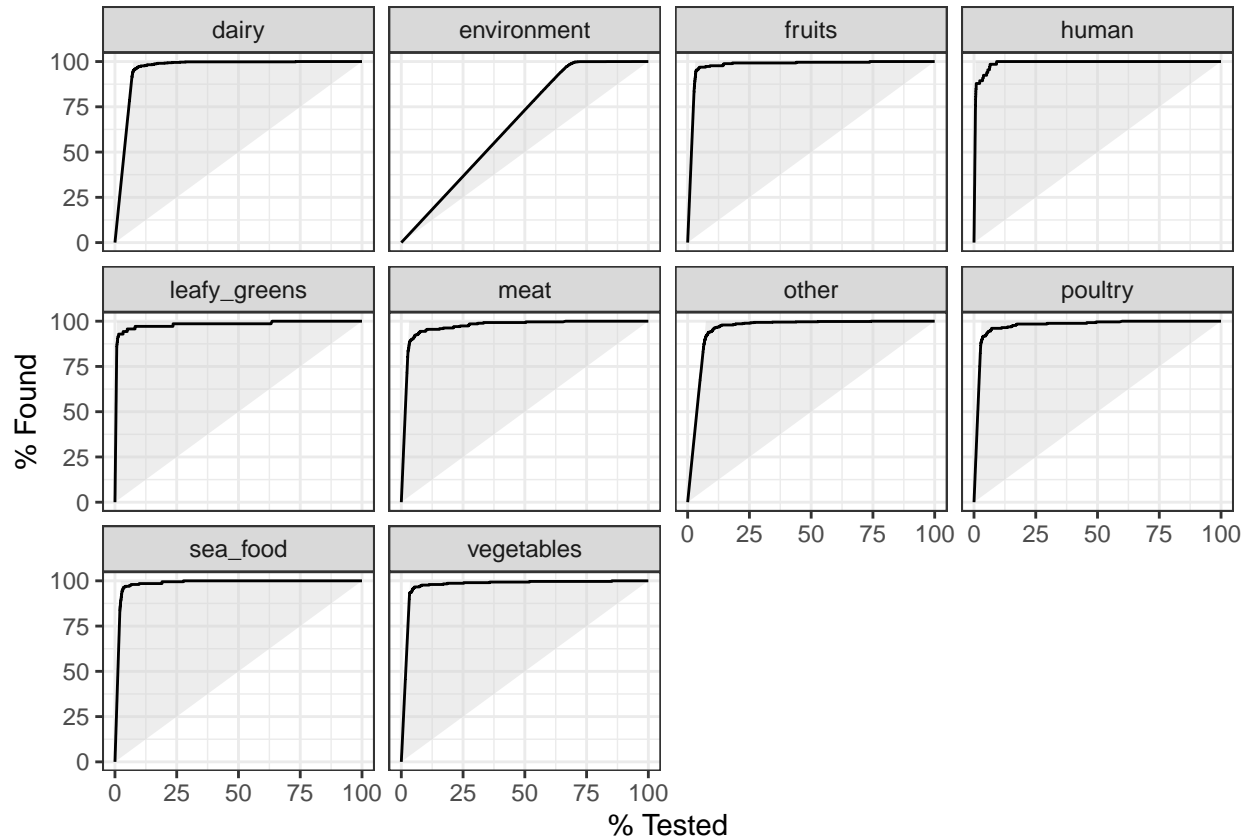 dairy environment fruits human
100
75
50
25
0
leafy_greens meat other poultry
100
75
50
25
0
0 25 50 75 100 0 25 50 75 100
sea_food vegetables
100
75
50
25
0
0 25 50 75 100 0 25 50 75 100
% Found
% Tested